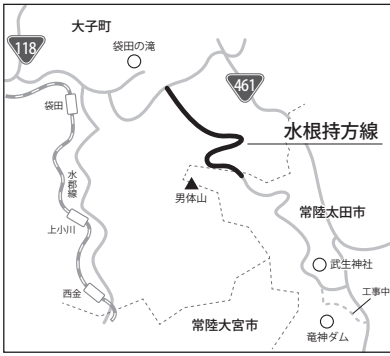 大子町
118
袋田の滝
461
袋田
水根持方線
水郡線
男体山
常陸太田市
上小川
武生神社
西金
工事中
常陸大宮市
竜神ダム